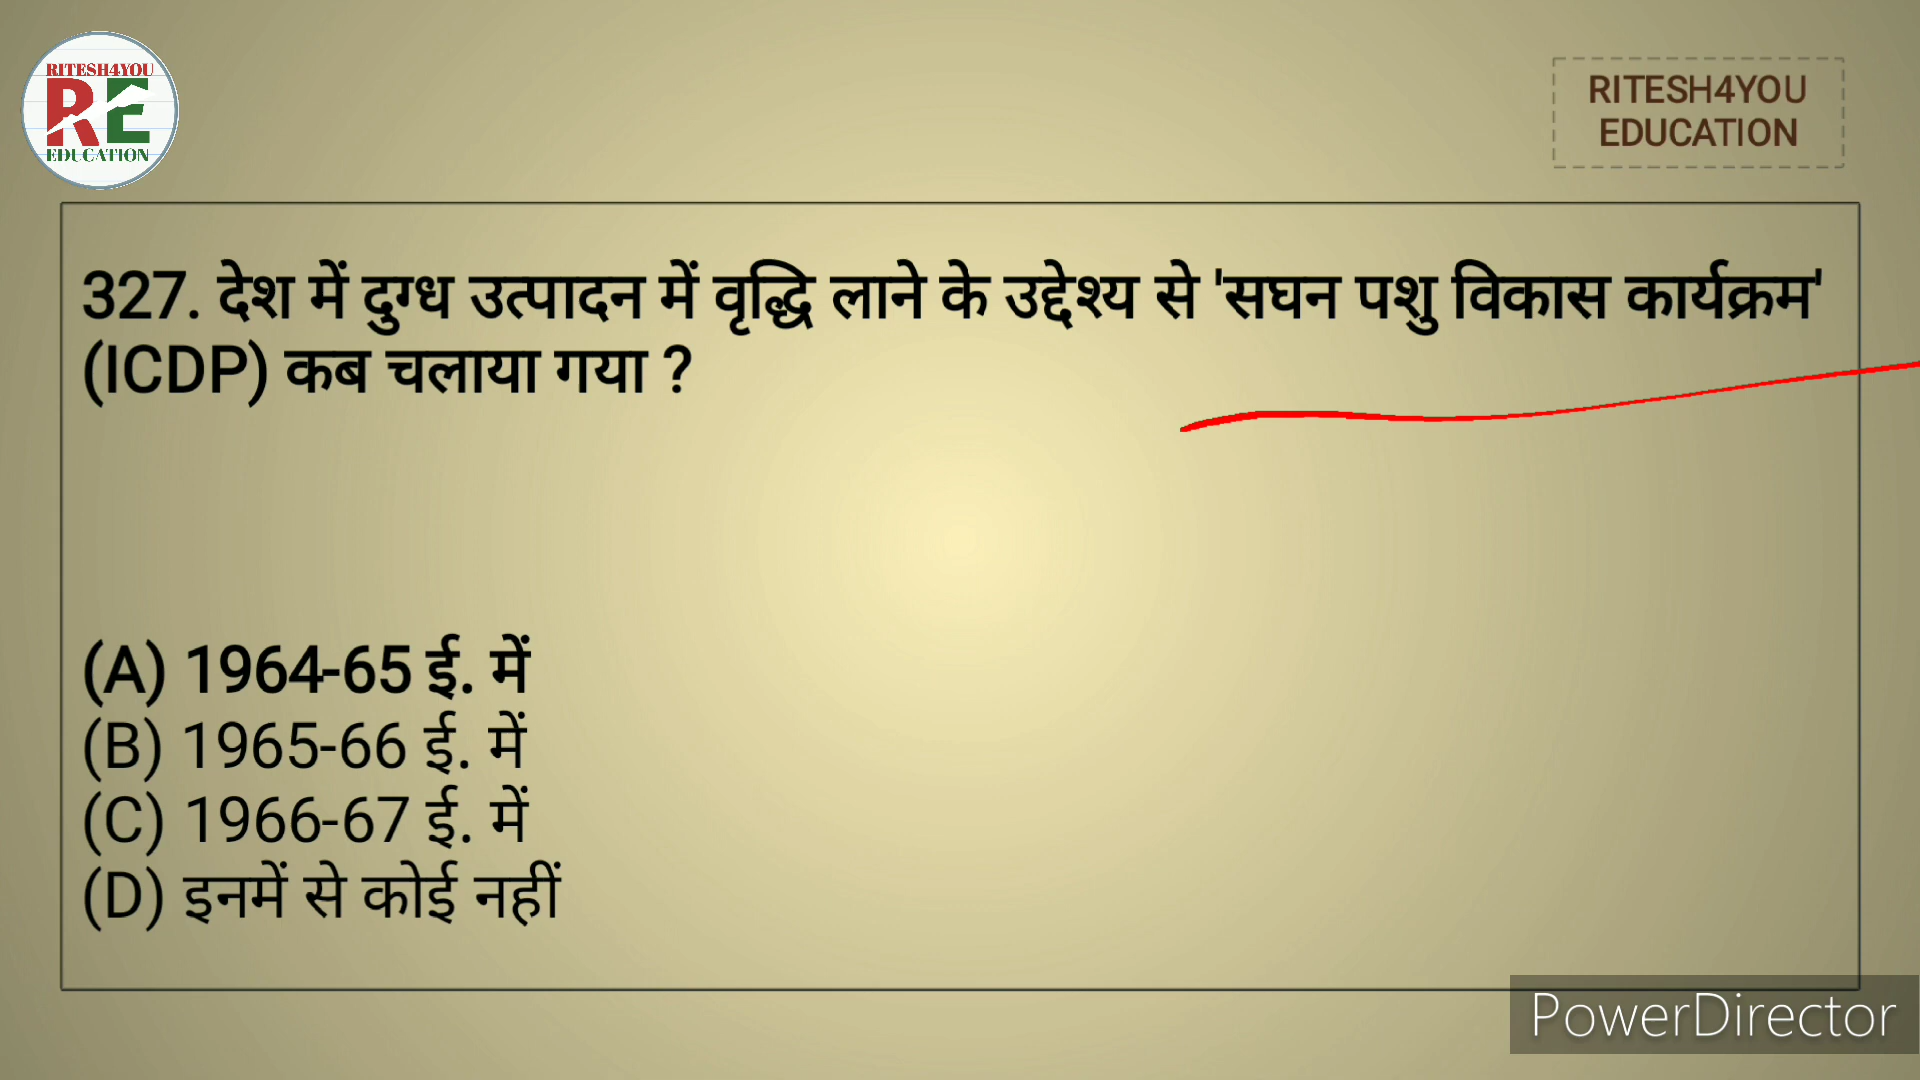 RITESH4YOU
RE
EDUCATION
RITESH4YOU
EDUCATION
327. देश में दुग्ध उत्पादन में वृद्धि लाने के उद्देश्य से 'सघन पशु विकास कार्यक्रम'
(ICDP) कब चलाया गया ?
(A) 1964-65 ई. में
(B) 1965-66 ई. में
(C) 1966-67 ई. में
(D) इनमें से कोई नहीं
PowerDirector